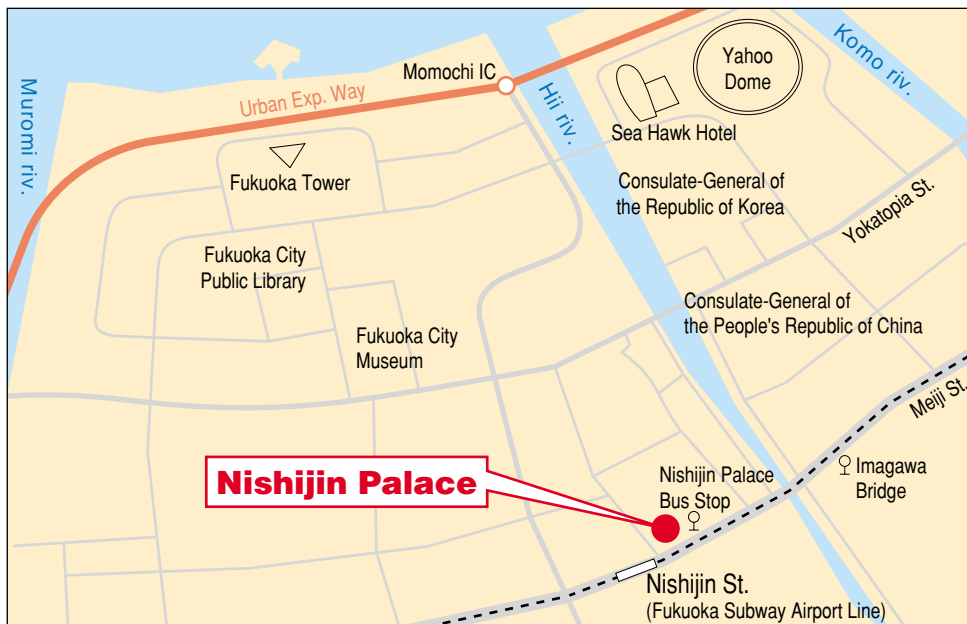 Muromi riv.
Urban Exp. Way
Momochi IC
Hii riv.
Yahoo
Dome
Komo riv.
Sea Hawk Hotel
Fukuoka Tower
Consulate-General of
the Republic of Korea
Yokatopia St.
Fukuoka City
Public Library
Consulate-General of
the People's Republic of China
Fukuoka City
Museum
Meiji St.
Nishijin Palace
Nishijin Palace
Bus Stop
Imagawa
Bridge
Nishijin St.
(Fukuoka Subway Airport Line)